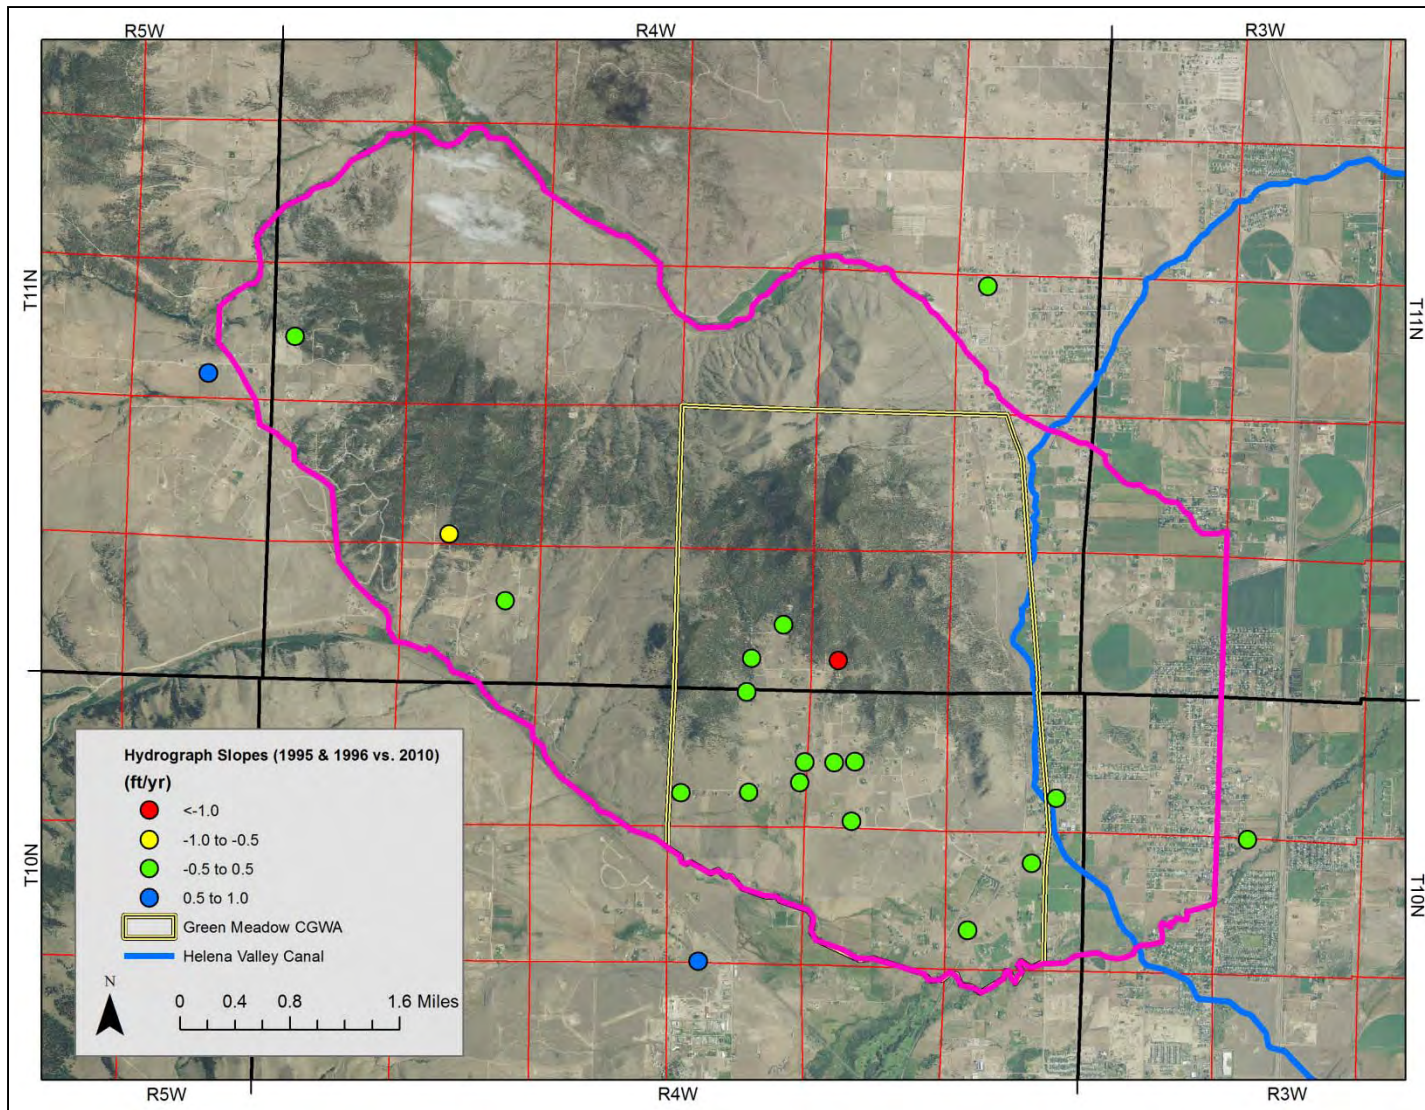 R5W
R4W
R3W
T11N
T11N
Hydrograph Slopes (1995 & 1996 vs. 2010)
(ft/yr)
<-1.0
-1.0 to -0.5
-0.5 to 0.5
0.5 to 1.0
Green Meadow CGWA
Helena Valley Canal
N
0 0.4 0.8 1.6 Miles
T10N
T10N
R5W
R4W
R3W